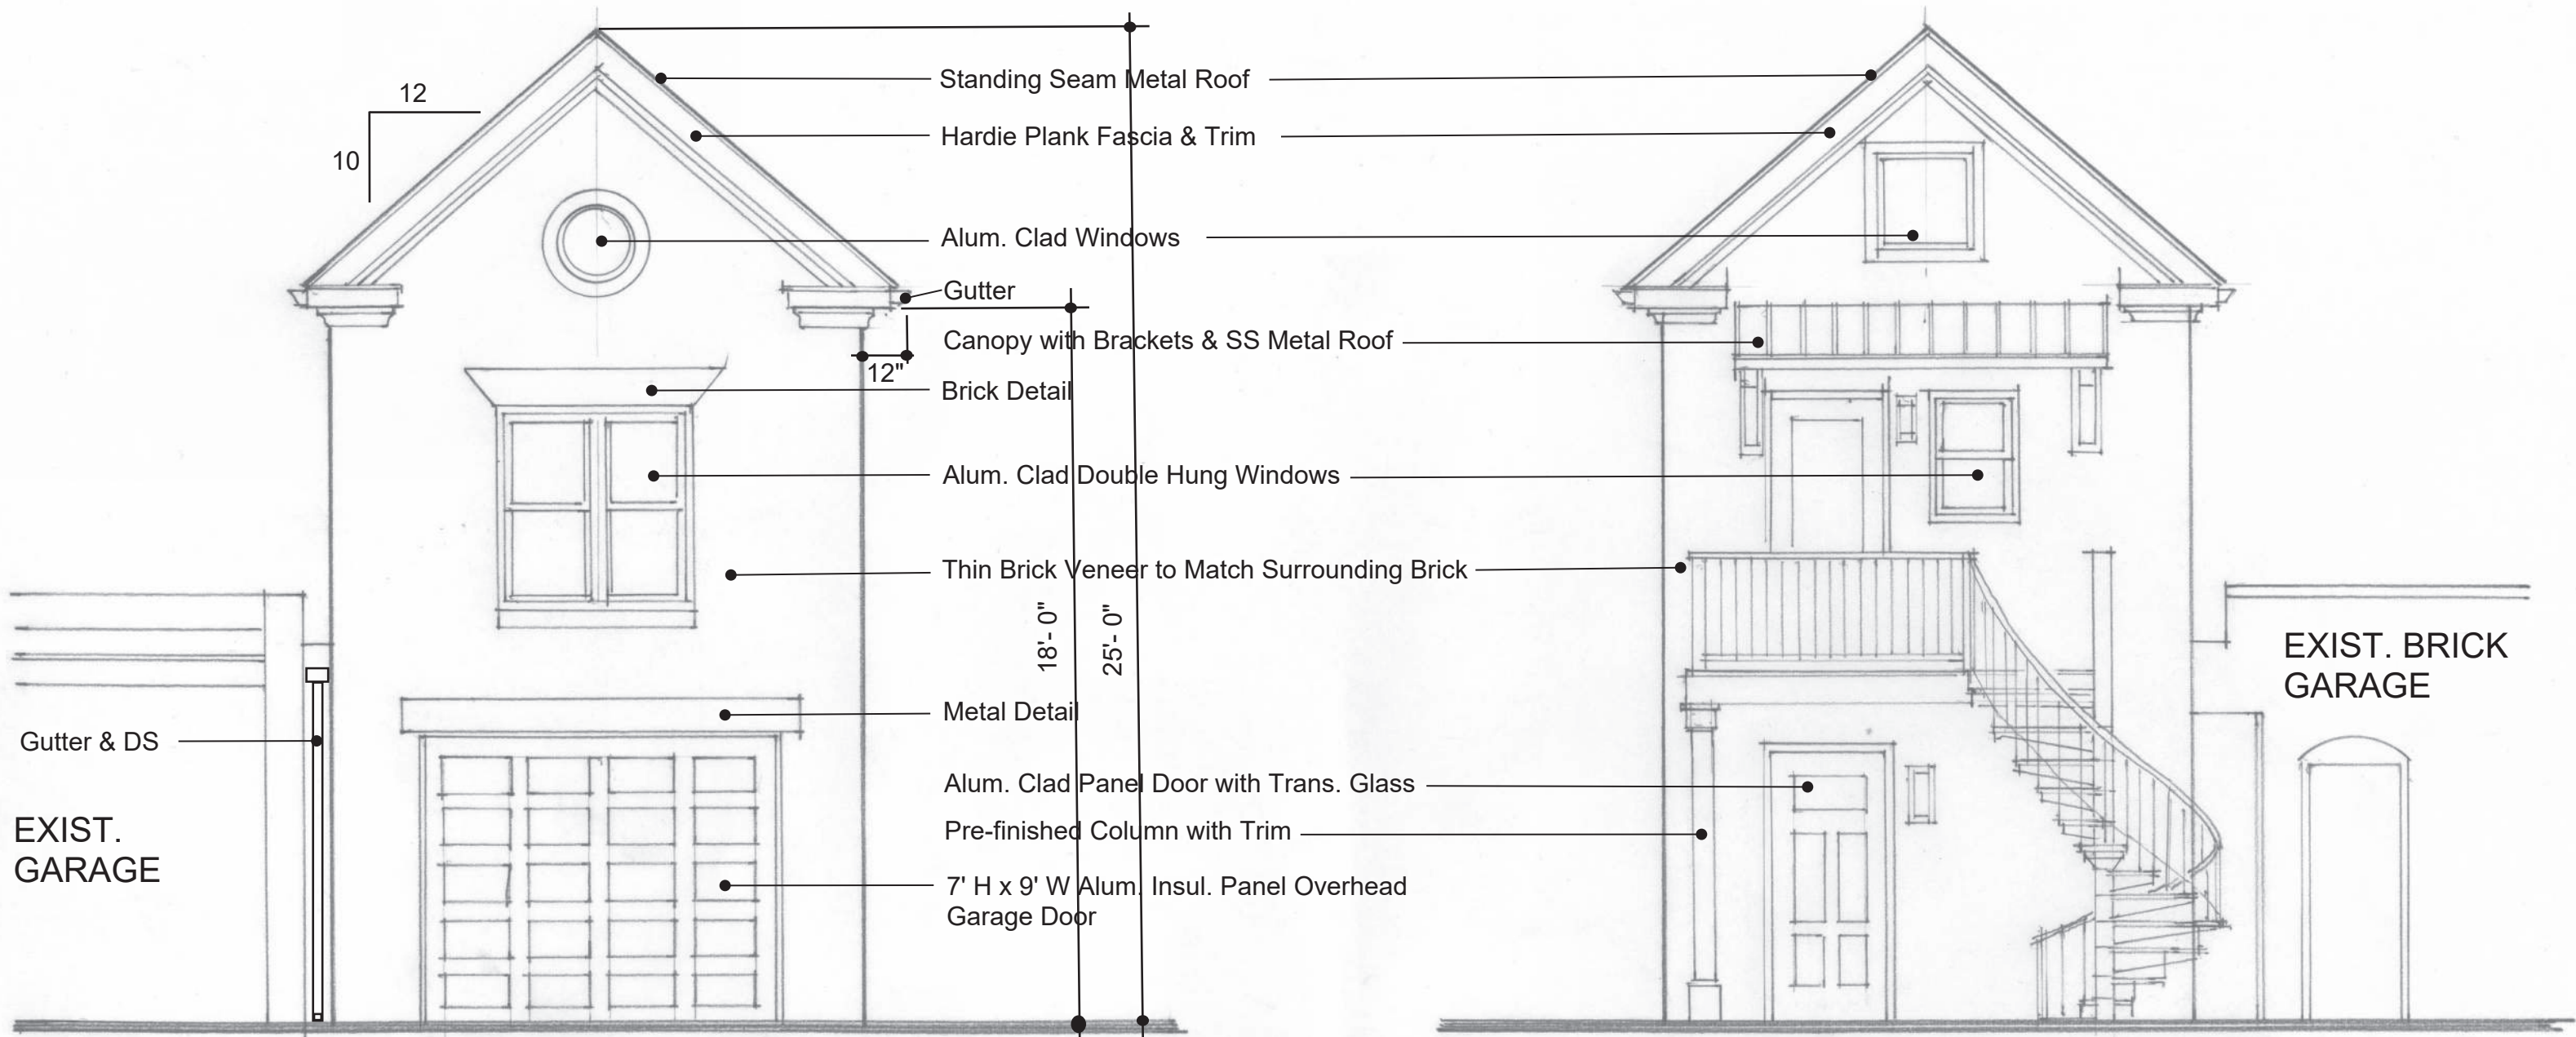 12
10
Standing Seam Metal Roof
Hardie Plank Fascia & Trim
Alum. Clad Windows
Gutter
Canopy with Brackets & SS Metal Roof
12"
Brick Detail
Alum. Clad Double Hung Windows
Thin Brick Veneer to Match Surrounding Brick
18'- 0"
25'- 0"
EXIST. BRICK
GARAGE
Metal Detail
Gutter & DS
Alum. Clad Panel Door with Trans. Glass
EXIST.
GARAGE
Pre-finished Column with Trim
7' H x 9' W Alum. Insul. Panel Overhead
Garage Door